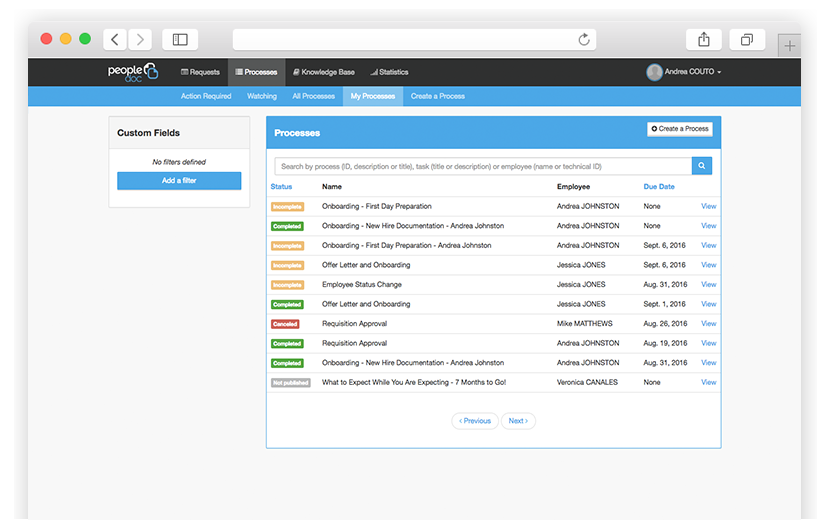 people doc
Requests Processes Knowledge Base Statistics Andrea COUTO
Action Required Watching All Processes My Processes Create a Process
Custom Fields
No filters defined
Add a filter
Processes Create a Process
Search by process (ID, description or title), task (title or description) or employee (name or technical ID)
Status Name Employee Due Date
Incomplete Onboarding - First Day Preparation Andrea JOHNSTON None View
Completed Onboarding - New Hire Documentation - Andrea Johnston Andrea JOHNSTON None View
Incomplete Onboarding - First Day Preparation - Andrea Johnston Andrea JOHNSTON Sept. 6, 2016 View
Incomplete Offer Letter and Onboarding Jessica JONES Sept. 6, 2016 View
Incomplete Employee Status Change Jessica JONES Aug. 31, 2016 View
Completed Offer Letter and Onboarding Jessica JONES Sept. 1, 2016 View
Canceled Requisition Approval Mike MATTHEWS Aug. 26, 2016 View
Completed Requisition Approval Andrea JOHNSTON Aug. 19, 2016 View
Completed Onboarding - New Hire Documentation - Andrea Johnston Andrea JOHNSTON Aug. 31, 2016 View
Not published What to Expect While You Are Expecting - 7 Months to Go! Veronica CANALES None View
‹ Previous Next ›